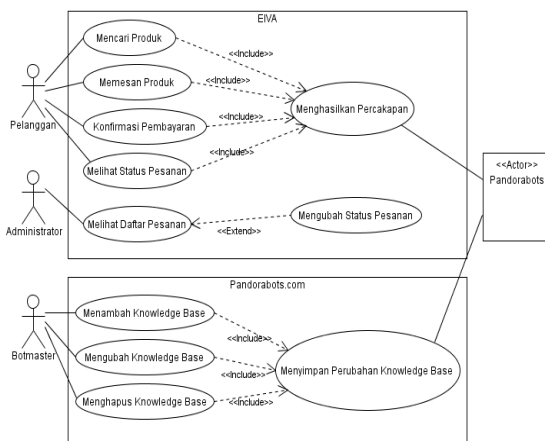 EIVA
Mencari Produk
<<Include>>
Memesan Produk
<<Include>>
Menghasilkan Percakapan
Pelanggan
Konfirmasi Pembayaran
<<Include>>
<<Include>>
Melihat Status Pesanan
<<Actor>>
Pandorabots
Administrator
Melihat Daftar Pesanan
<<Extend>>
Mengubah Status Pesanan
Pandorabots.com
Menambah Knowledge Base
<<Include>>
Botmaster
Mengubah Knowledge Base
<<Include>>
Menyimpan Perubahan Knowledge Base
Menghapus Knowledge Base
<<Include>>